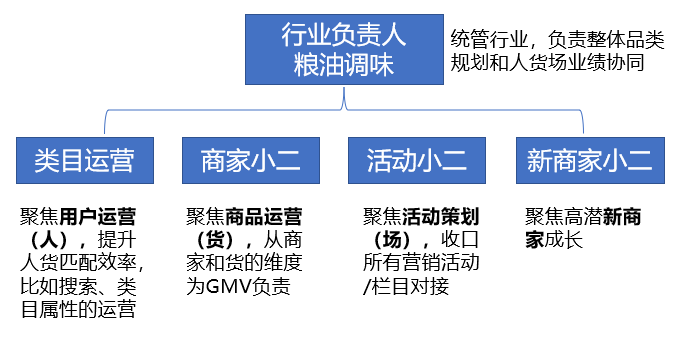 行业负责人
粮油调味
统管行业，负责整体品类
规划和人货场业绩协同
类目运营
商家小二
活动小二
新商家小二
聚焦用户运营
（人），提升
人货匹配效率，
比如搜索、类
目属性的运营
聚焦商品运营
（货），从商
家和货的维度
为GMV负责
聚焦活动策划
（场），收口
所有营销活动
/栏目对接
聚焦高潜新商
家成长